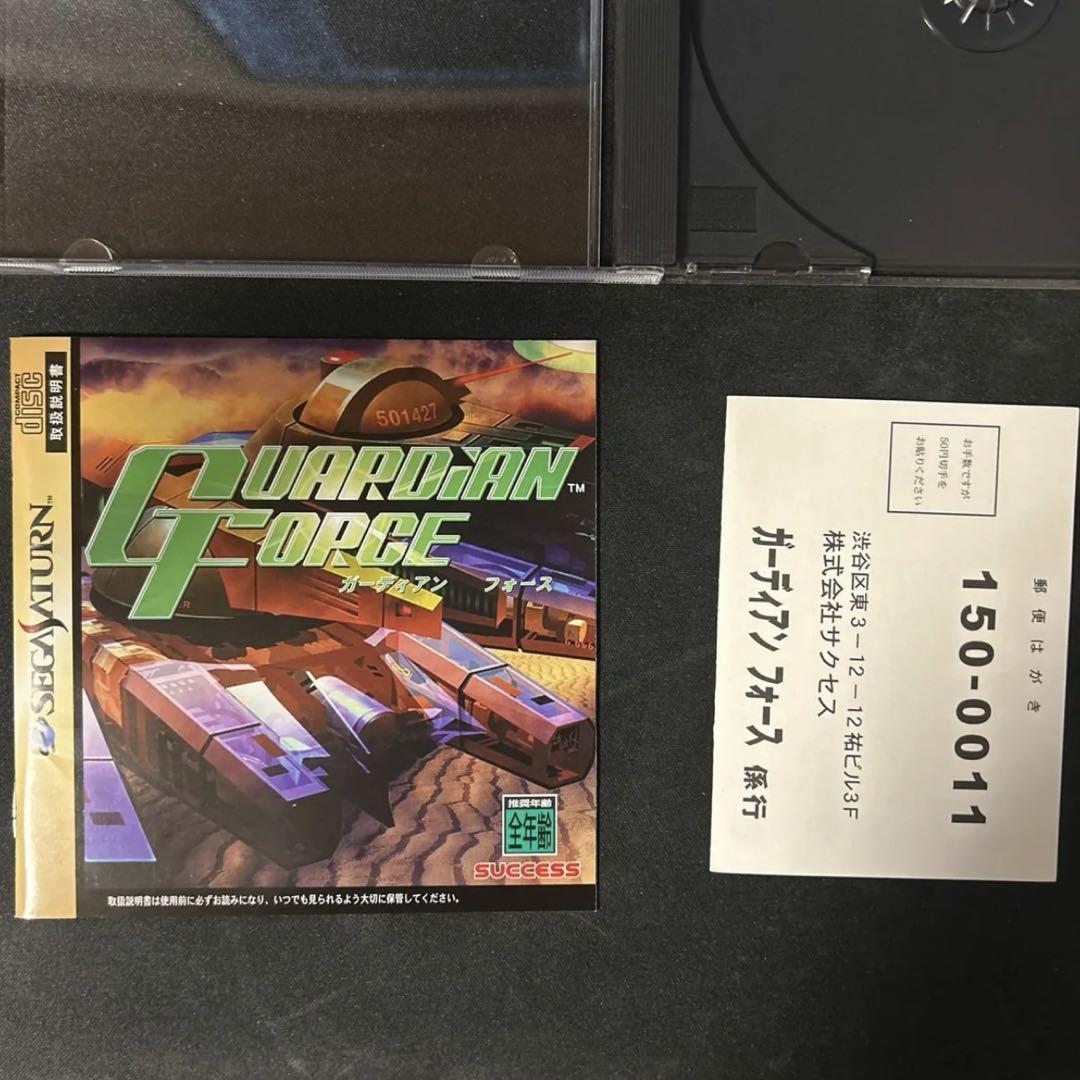 COMPACT
disc
取扱説明書
SEGA SATURN™
501427
GUARDIAN
FORCE™
ガーディアン フォース
推奨年齢
全年齢
SUCCESS
取扱説明書は使用前に必ずお読みになり、いつでも見られるよう大切に保管してください。
郵便はがき
150-0011
お手数ですが
50円切手を
お貼りください
渋谷区東3-12-12祐ビル3F
株式会社サクセス
ガーディアン フォース 係行